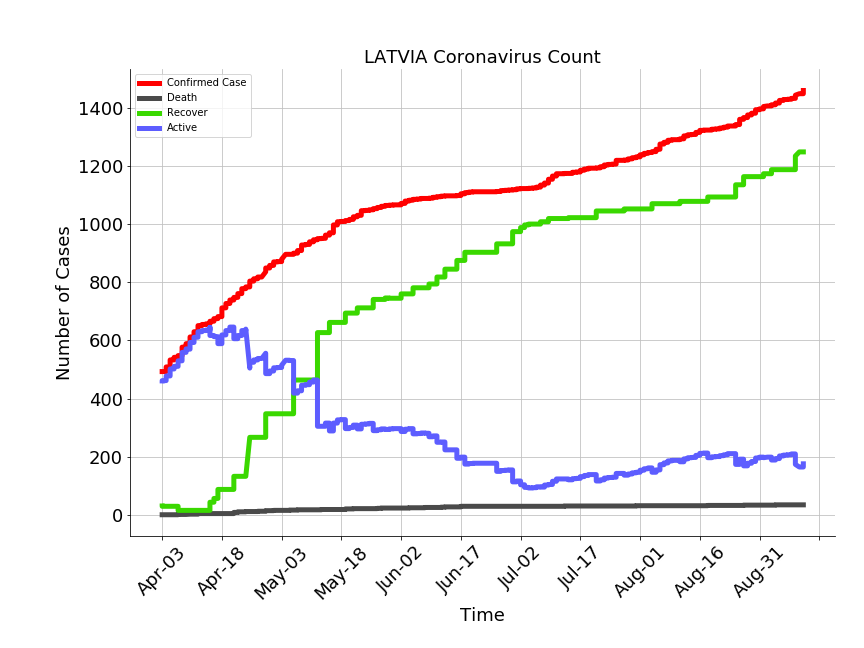 LATVIA Coronavirus Count
Confirmed Case
Death
Recover
Active
Number of Cases
1400
1200
1000
800
600
400
200
0
Apr-03
Apr-18
May-03
May-18
Jun-02
Jun-17
Jul-02
Jul-17
Aug-01
Aug-16
Aug-31
Time